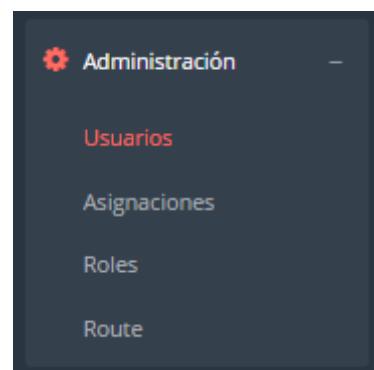 Administración
Usuarios
Asignaciones
Roles
Route